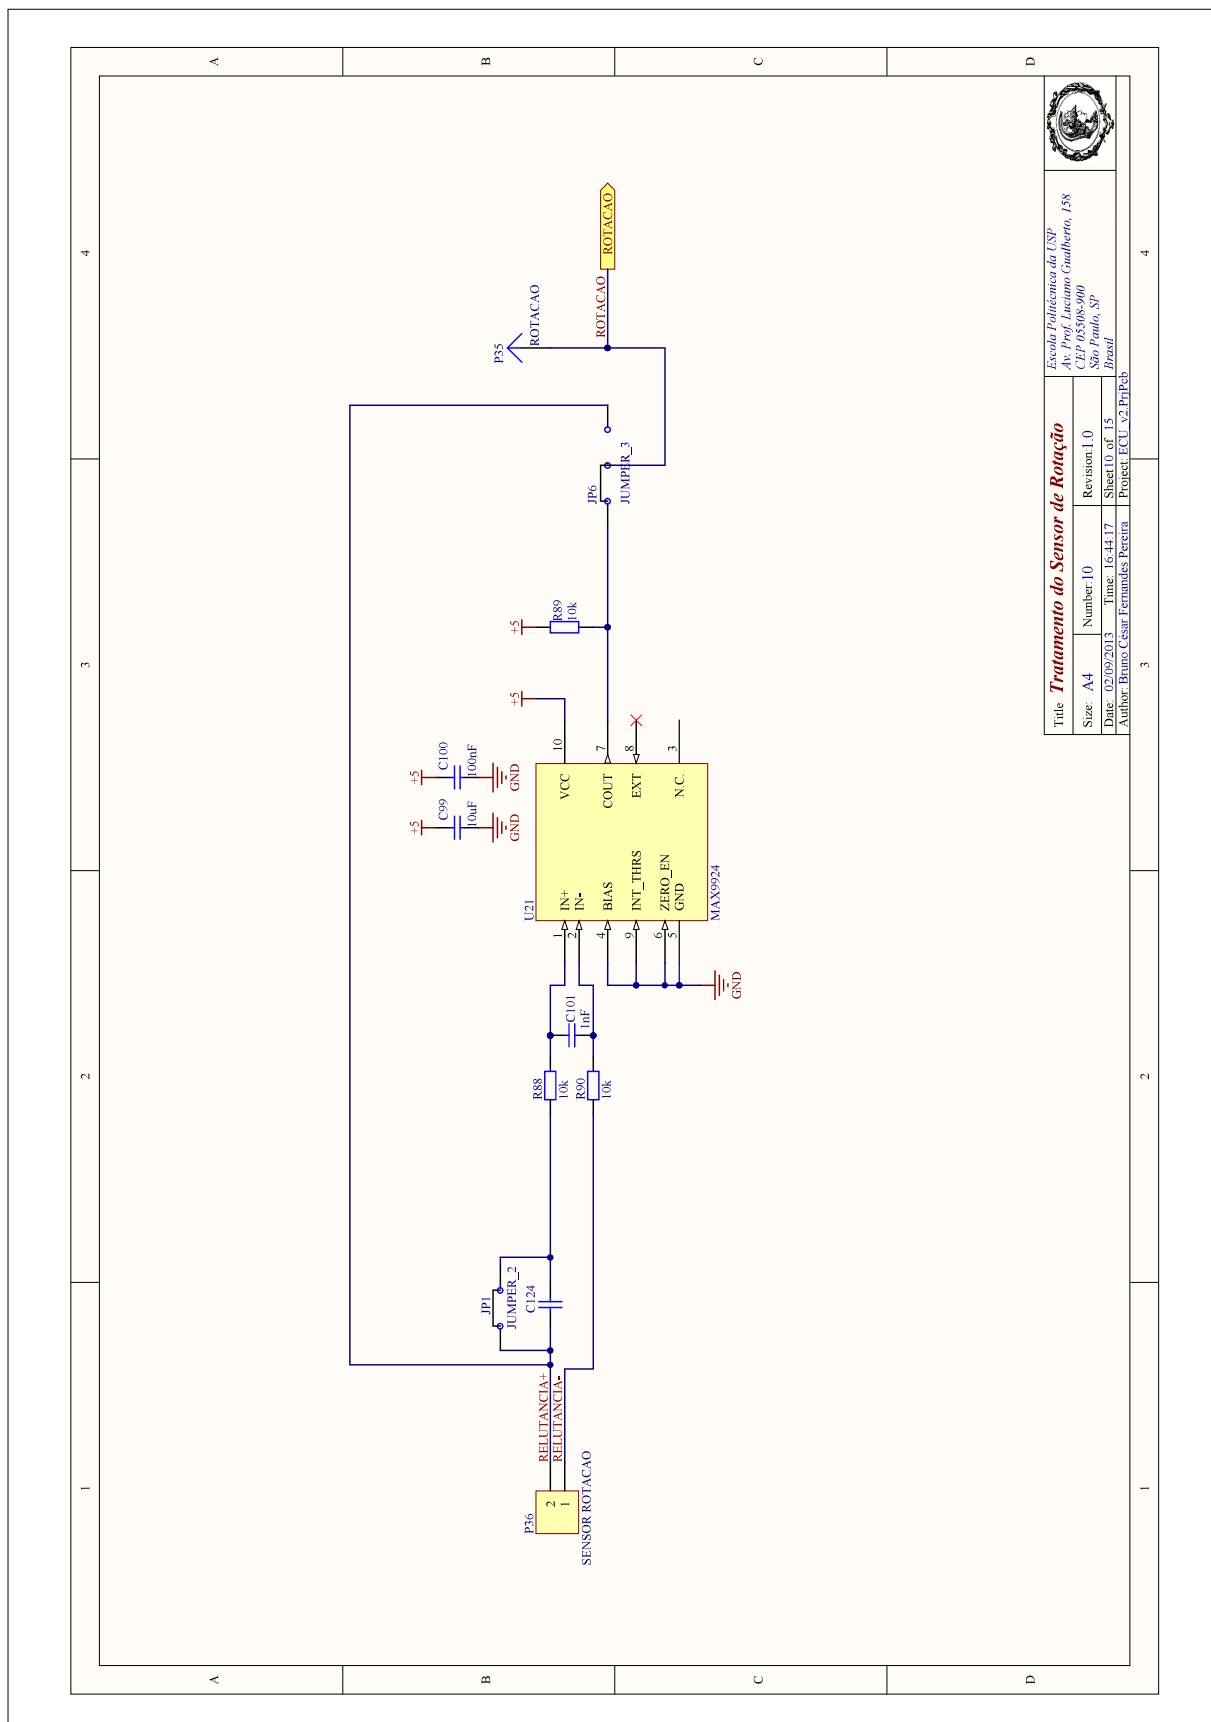 A
B
C
D
1
2
3
4
P36
2
1
SENSOR ROTACAO
RELUTANCIA+
RELUTANCIA-
JP1
JUMPER_2
C124
R88
10k
R90
10k
C101
1nF
U21
1 IN+
2 IN-
4 BIAS
9 INT_THRS
6 ZERO_EN
5 GND
VCC 10
COUT 7
EXT 8
N.C. 3
MAX9924
GND
+5
C99
10uF
GND
+5
C100
100nF
GND
+5
+5
R89
10k
JP6
JUMPER_3
P35
ROTACAO
ROTACAO
ROTACAO
Title Tratamento do Sensor de Rotação
Size: A4 Number:10 Revision:1.0
Date: 02/09/2013 Time: 16:44:17 Sheet10 of 15
Author: Bruno César Fernandes Pereira Project: ECU_v2.PrjPcb
Escola Politécnica da USP
Av. Prof. Luciano Gualberto, 158
CEP 05508-900
São Paulo, SP
Brasil
1
2
3
4
A
B
C
D